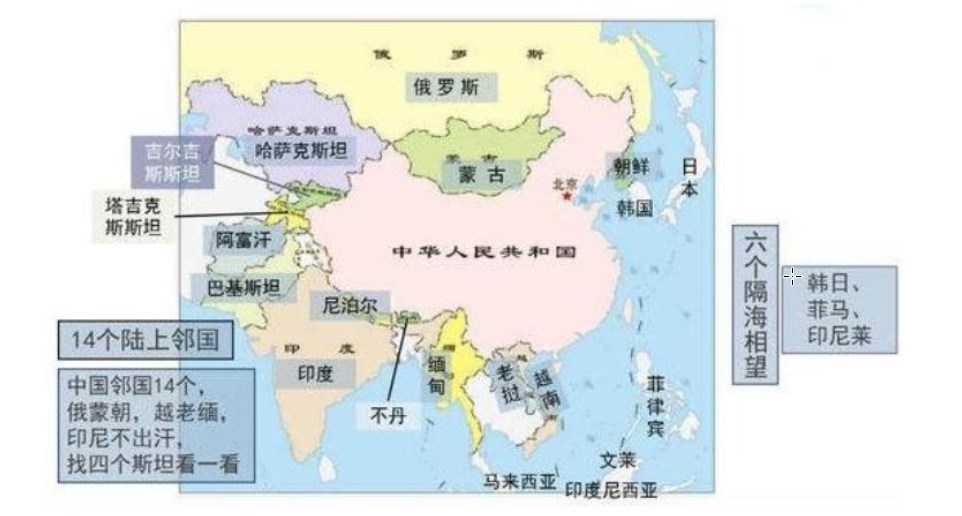 俄罗斯
俄罗斯
哈萨克斯坦
哈萨克斯坦
吉尔吉
斯斯坦
蒙古
蒙古
朝鲜
日本
北京
韩国
塔吉克
斯斯坦
阿富汗
中华人民共和国
巴基斯坦
尼泊尔
六个隔海相望
韩日、
菲马、
印尼莱
14个陆上邻国
印度
印度
缅
缅甸
老挝
越
越南
南
不丹
中国邻国14个，
俄蒙朝，越老缅，
印尼不出汗，
找四个斯坦看一看
菲律宾
文莱
马来西亚
印度尼西亚